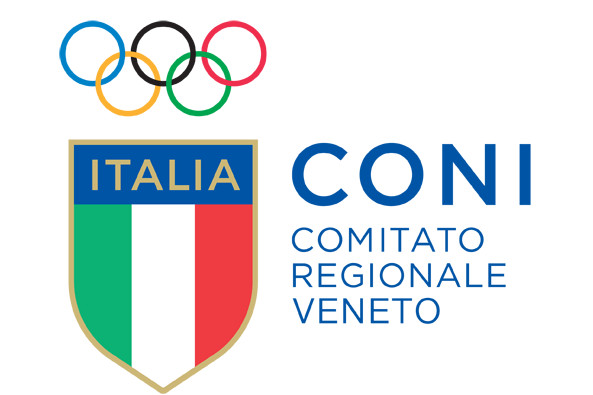 ITALIA
CONI
COMITATO
REGIONALE
VENETO